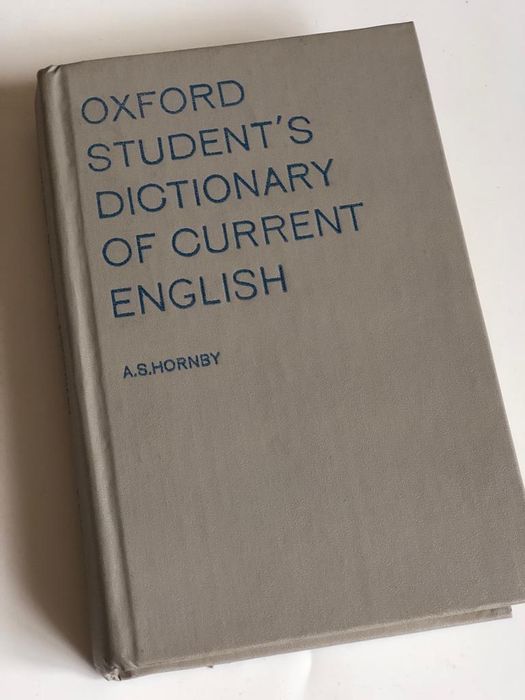 OXFORD
STUDENT'S
DICTIONARY
OF CURRENT
ENGLISH
A.S.HORNBY